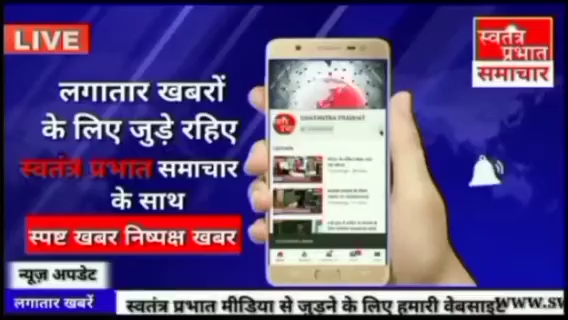 LIVE
स्वतंत्र
प्रभात
समाचार
लगातार खबरों
के लिए जुड़े रहिए
स्वतंत्र प्रभात समाचार
के साथ
स्पष्ट खबर निष्पक्ष खबर
SWATANTRA PRABHAT
न्यूज़ अपडेट
लगातार खबरें
स्वतंत्र प्रभात मीडिया से जुड़ने के लिए हमारी वेबसाइट www.sw